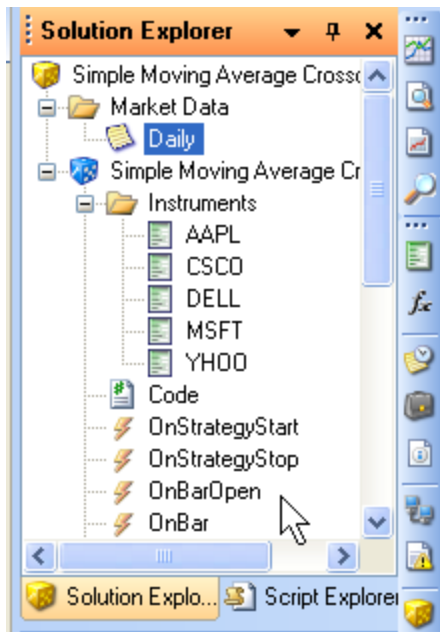 Solution Explorer
Simple Moving Average Crossc
Market Data
Daily
Simple Moving Average Cr
Instruments
AAPL
CSCO
DELL
MSFT
YHOO
Code
OnStrategyStart
OnStrategyStop
OnBarOpen
OnBar
Solution Explo... Script Explorer